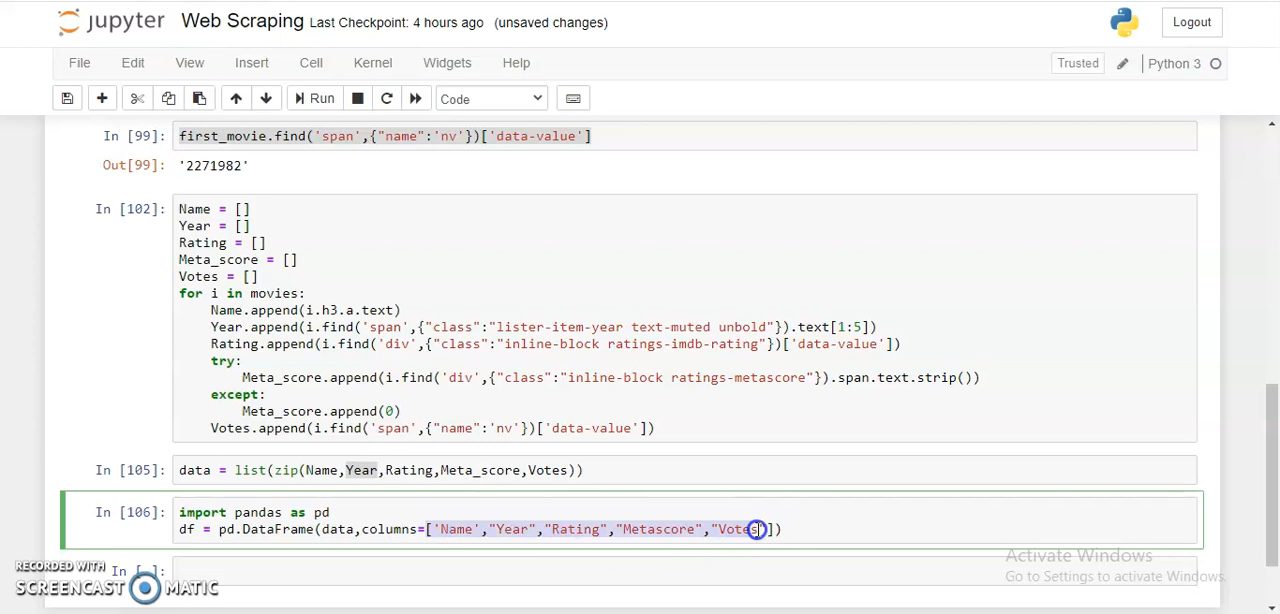 jupyter Web Scraping Last Checkpoint: 4 hours ago (unsaved changes) Logout
File Edit View Insert Cell Kernel Widgets Help Trusted Python 3
Run Code
In [99]: first_movie.find('span',{"name":'nv'})['data-value']
Out[99]: '2271982'
In [102]: Name = []
Year = []
Rating = []
Meta_score = []
Votes = []
for i in movies:
Name.append(i.h3.a.text)
Year.append(i.find('span',{"class":"lister-item-year text-muted unbold"}).text[1:5])
Rating.append(i.find('div',{"class":"inline-block ratings-imdb-rating"})['data-value'])
try:
Meta_score.append(i.find('div',{"class":"inline-block ratings-metascore"}).span.text.strip())
except:
Meta_score.append(0)
Votes.append(i.find('span',{"name":'nv'})['data-value'])
In [105]: data = list(zip(Name,Year,Rating,Meta_score,Votes))
In [106]: import pandas as pd
df = pd.DataFrame(data,columns=['Name',"Year","Rating","Metascore","Votes"])
In [ ]:
Activate Windows
Go to Settings to activate Windows.
RECORDED WITH
SCREENCAST MATIC